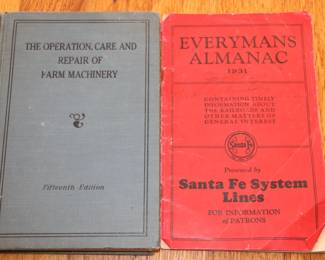 THE OPERATION, CARE AND
REPAIR OF
FARM MACHINERY
Fifteenth Edition
EVERYMANS
ALMANAC
1931
CONTAINING TIMELY
INFORMATION ABOUT
THE RAILROADS AND
OTHER MATTERS OF
GENERAL INTEREST
Santa Fe
Presented by
Santa Fe System
Lines
FOR INFORMATION
of PATRONS